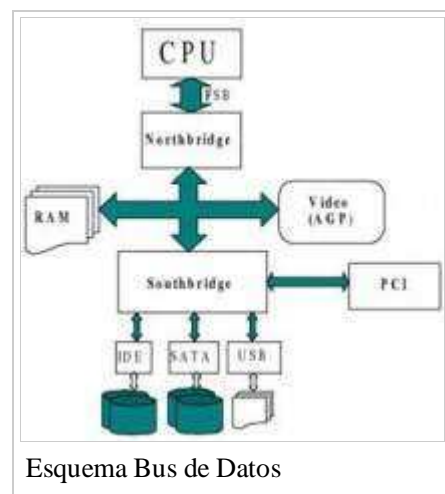 CPU
FSB
Northbridge
RAM
Video
(AGP)
Southbridge
PCI
IDE
SATA
USB
Esquema Bus de Datos